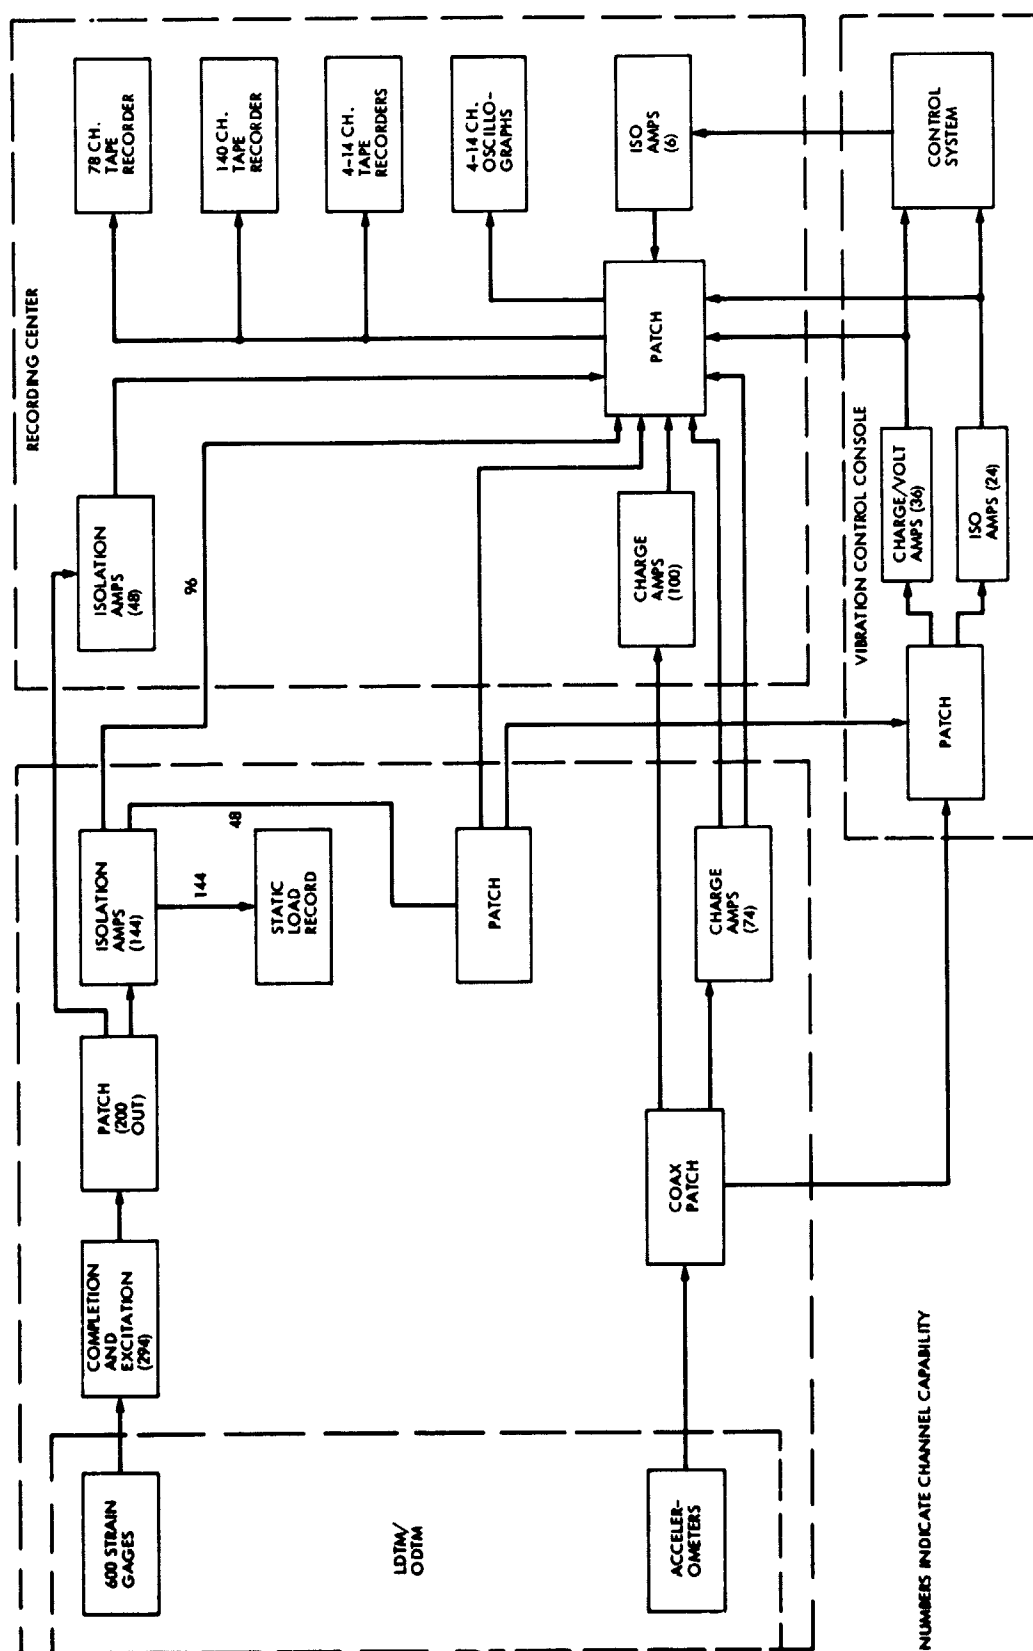 RECORDING CENTER
78 CH.
TAPE
RECORDER
140 CH.
TAPE
RECORDER
4-14 CH.
TAPE
RECORDERS
4-14 CH.
OSCILLO-
GRAPHS
ISO
AMPS
(6)
CONTROL
SYSTEM
PATCH
ISOLATION
AMPS
(48)
96
CHARGE
AMPS
(100)
VIBRATION CONTROL CONSOLE
CHARGE/VOLT
AMPS (36)
ISO
AMPS (24)
PATCH
ISOLATION
AMPS
(144)
144
48
STATIC
LOAD
RECORD
PATCH
CHARGE
AMPS
(74)
PATCH
(200
OUT)
COAX
PATCH
COMPLETION
AND
EXCITATION
(294)
600 STRAIN
GAGES
LDTM/
ODTM
ACCELER-
OMETERS
NUMBERS INDICATE CHANNEL CAPABILITY